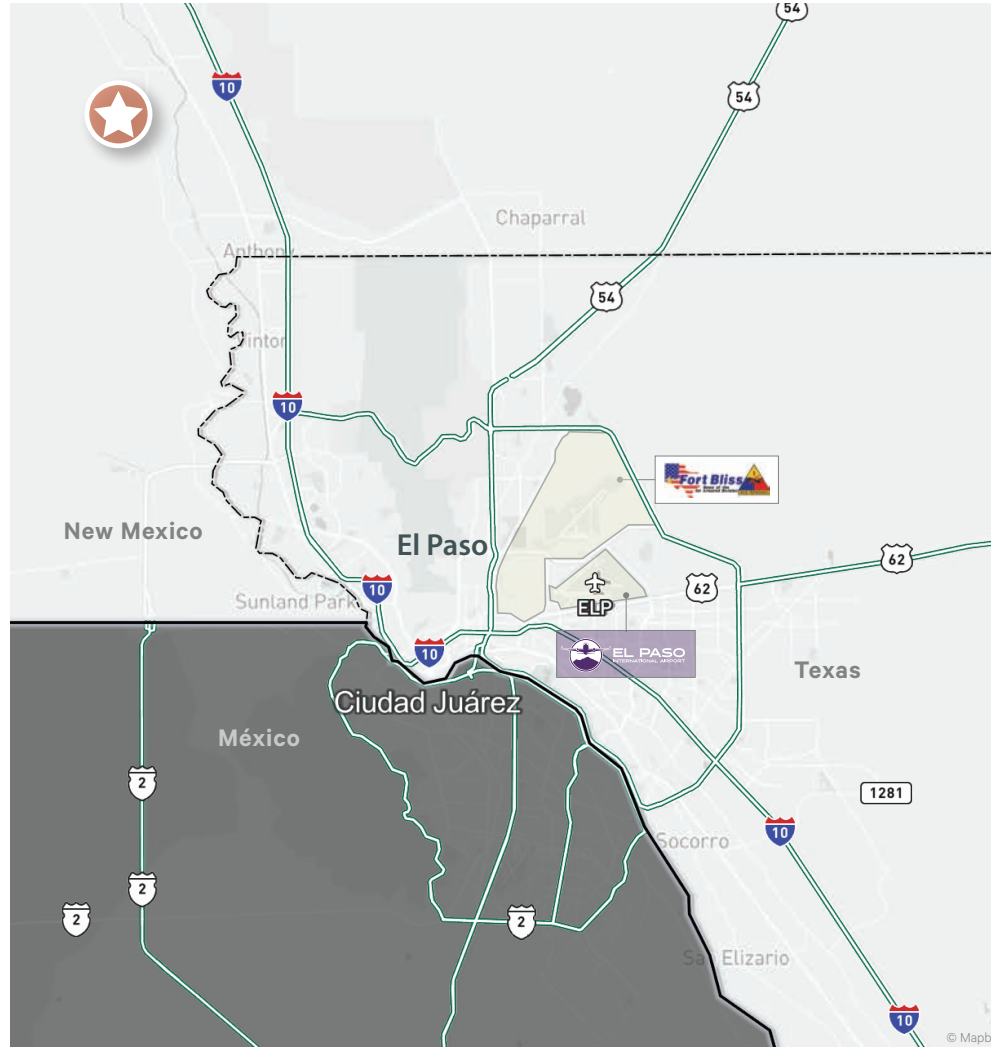 54
10
54
Chaparral
Anthony
54
Vinton
10
Fort Bliss
New Mexico
El Paso
62
ELP
62
10
Sunland Park
10
EL PASO
INTERNATIONAL AIRPORT
Texas
Ciudad Juárez
México
2
1281
10
Socorro
2
2
2
San Elizario
10
© Mapb